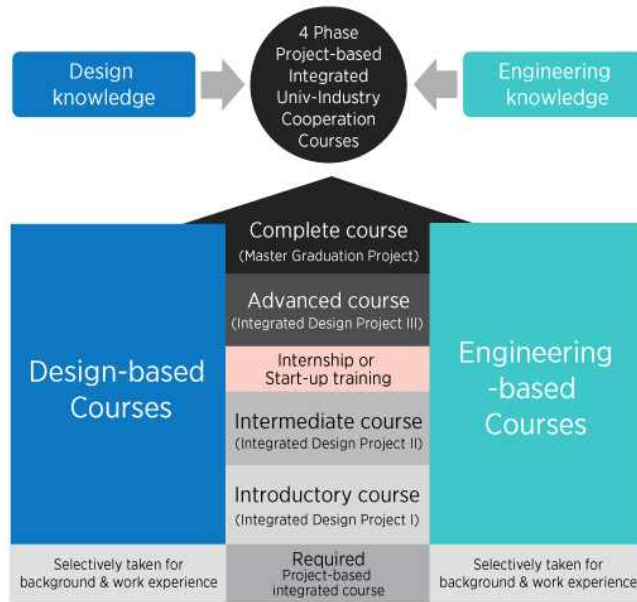 4 Phase
Project-based
Integrated
Univ-Industry
Cooperation
Courses
Design
knowledge
Engineering
knowledge
Complete course
(Master Graduation Project)
Advanced course
(Integrated Design Project III)
Internship or
Start-up training
Intermediate course
(Integrated Design Project II)
Introductory course
(Integrated Design Project I)
Design-based
Courses
Engineering
-based
Courses
Selectively taken for
background & work experience
Required
Project-based
integrated course
Selectively taken for
background & work experience